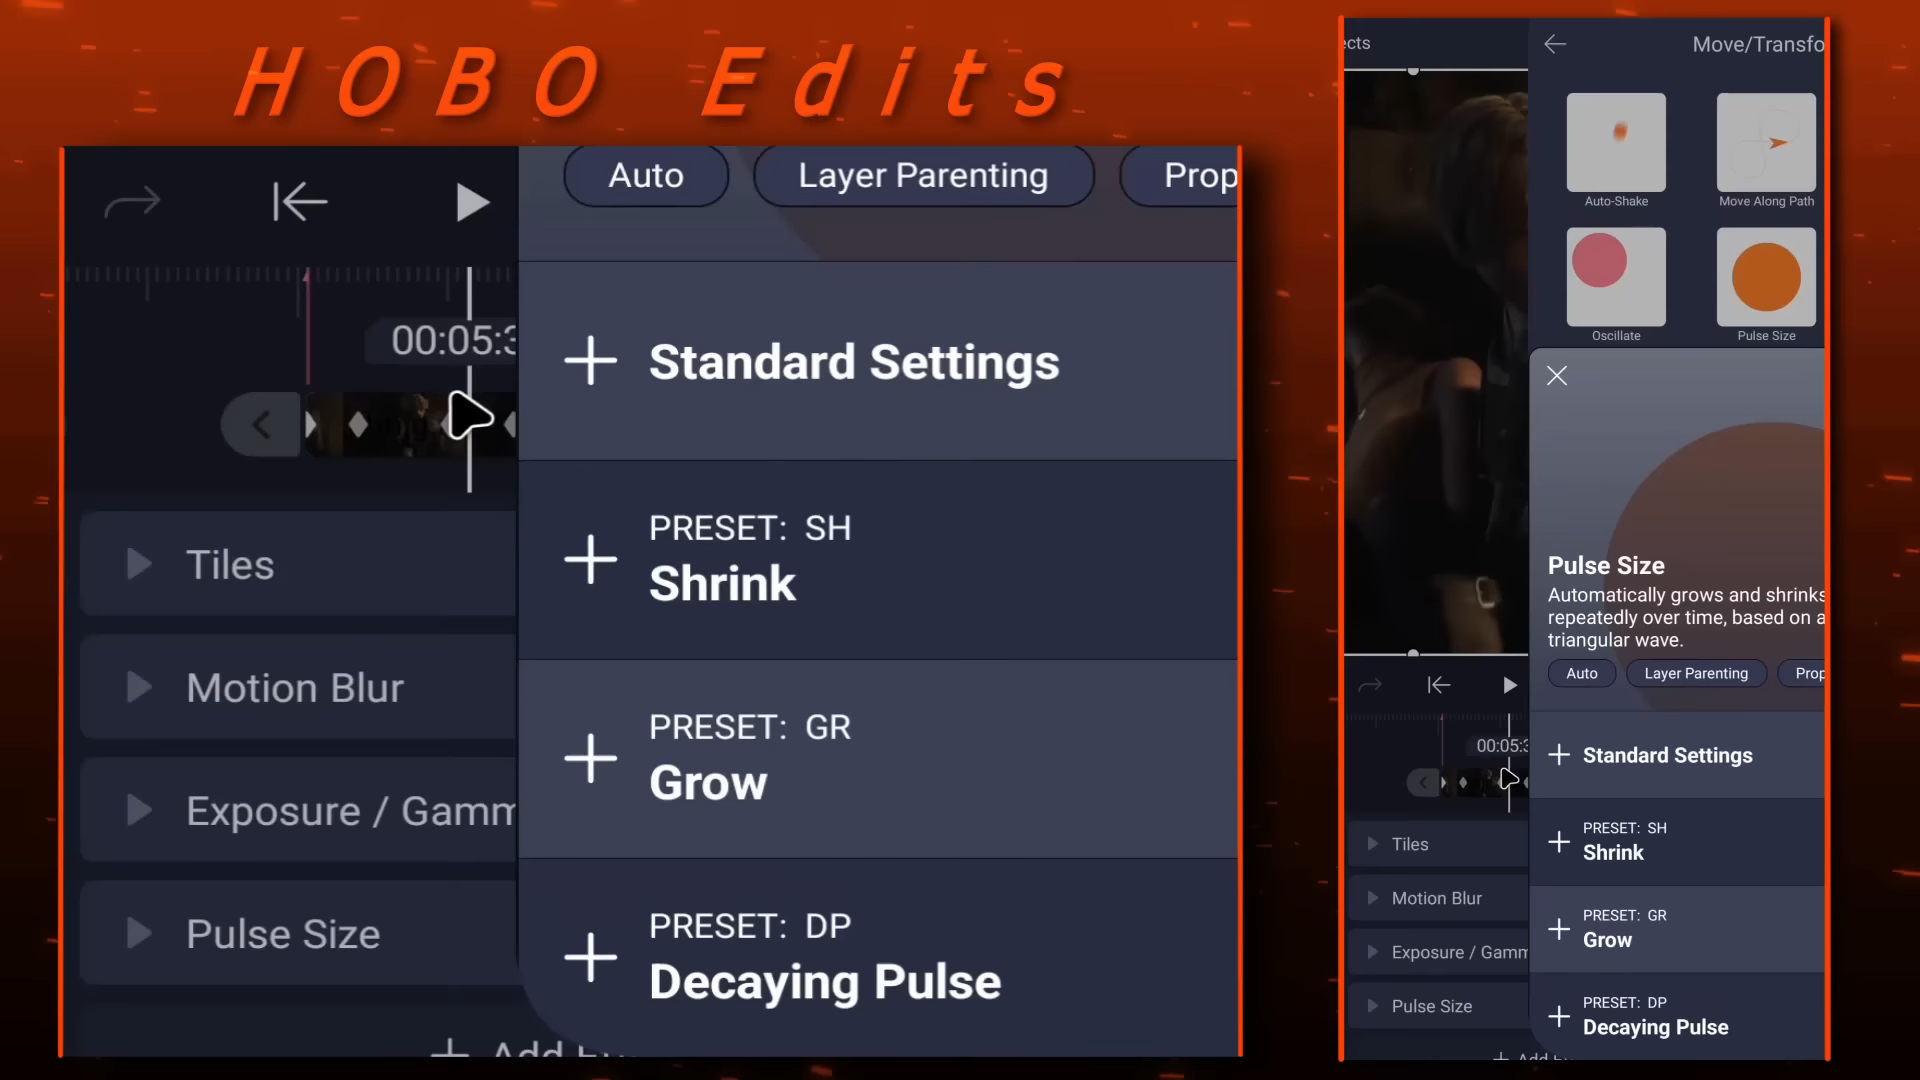 HOBO Edits
Auto
Layer Parenting
Prop
Standard Settings
00:05:3
PRESET: SH
Shrink
Tiles
Motion Blur
PRESET: GR
Grow
Exposure / Gamm
Pulse Size
PRESET: DP
Decaying Pulse
ects
Move/Transfo
Auto-Shake
Move Along Path
Oscillate
Pulse Size
Pulse Size
Automatically grows and shrinks
repeatedly over time, based on a
triangular wave.
Auto
Layer Parenting
Prop
00:05:3
Standard Settings
PRESET: SH
Shrink
Tiles
Motion Blur
PRESET: GR
Grow
Exposure / Gamm
Pulse Size
PRESET: DP
Decaying Pulse